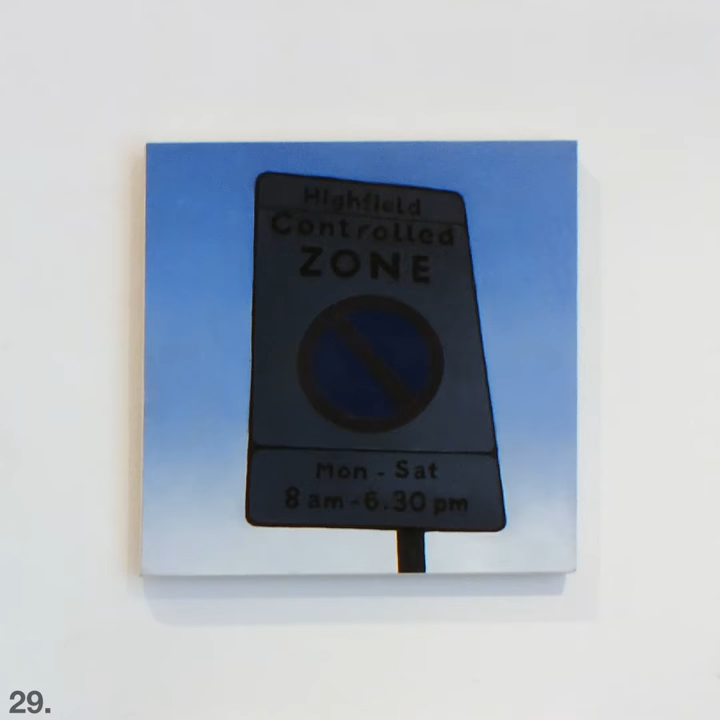 Highfield
Controlled
ZONE
Mon - Sat
8 am - 6.30 pm
29.